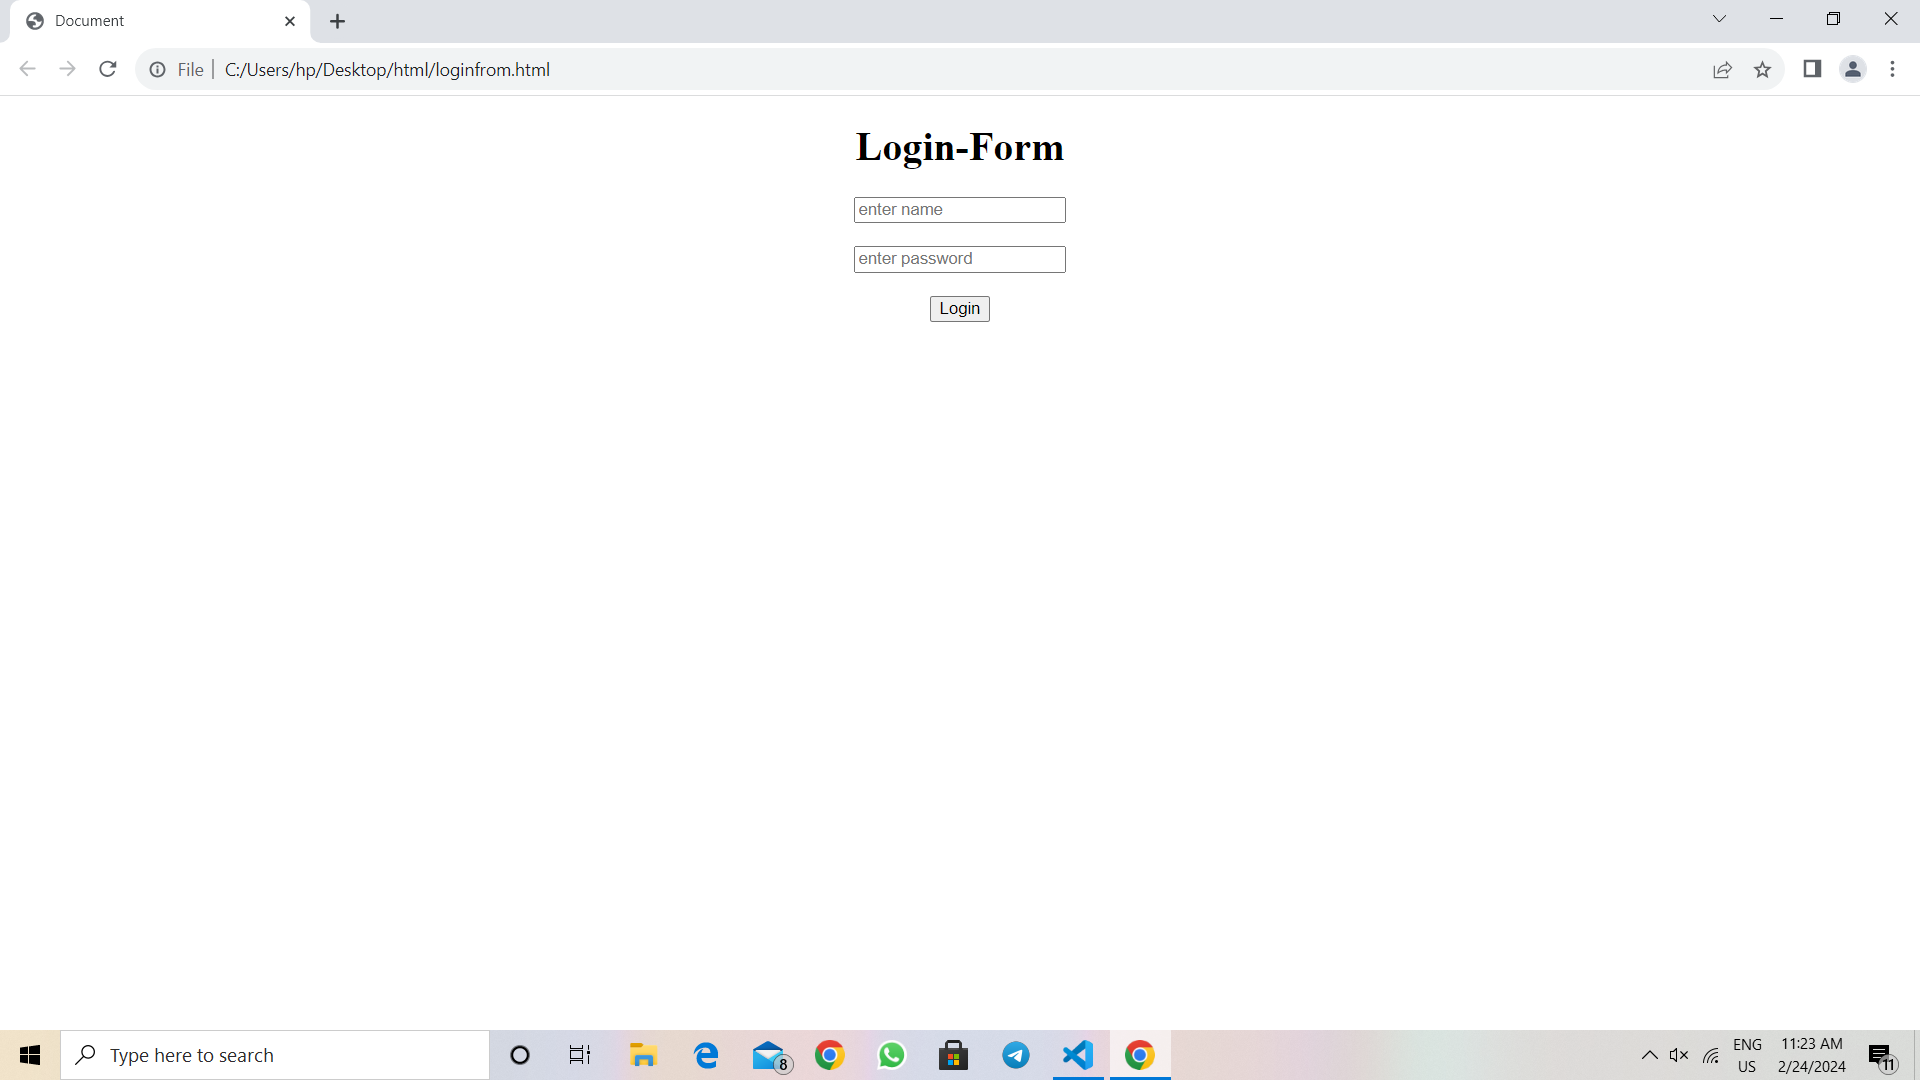 Document
File
C:/Users/hp/Desktop/html/loginfrom.html
Login-Form
enter name
enter password
Login
Type here to search
8
ENG
US
11:23 AM
2/24/2024
11